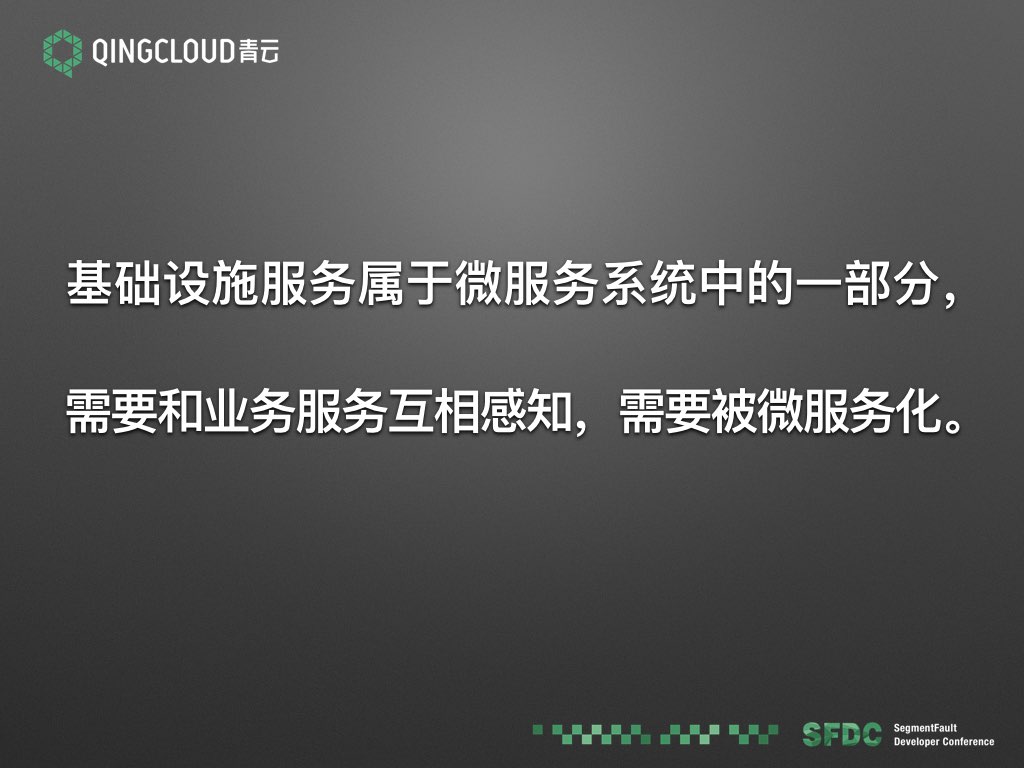 QINGCLOUD青云
基础设施服务属于微服务系统中的一部分，
需要和业务服务互相感知，需要被微服务化。
SFDC
SegmentFault
Developer Conference